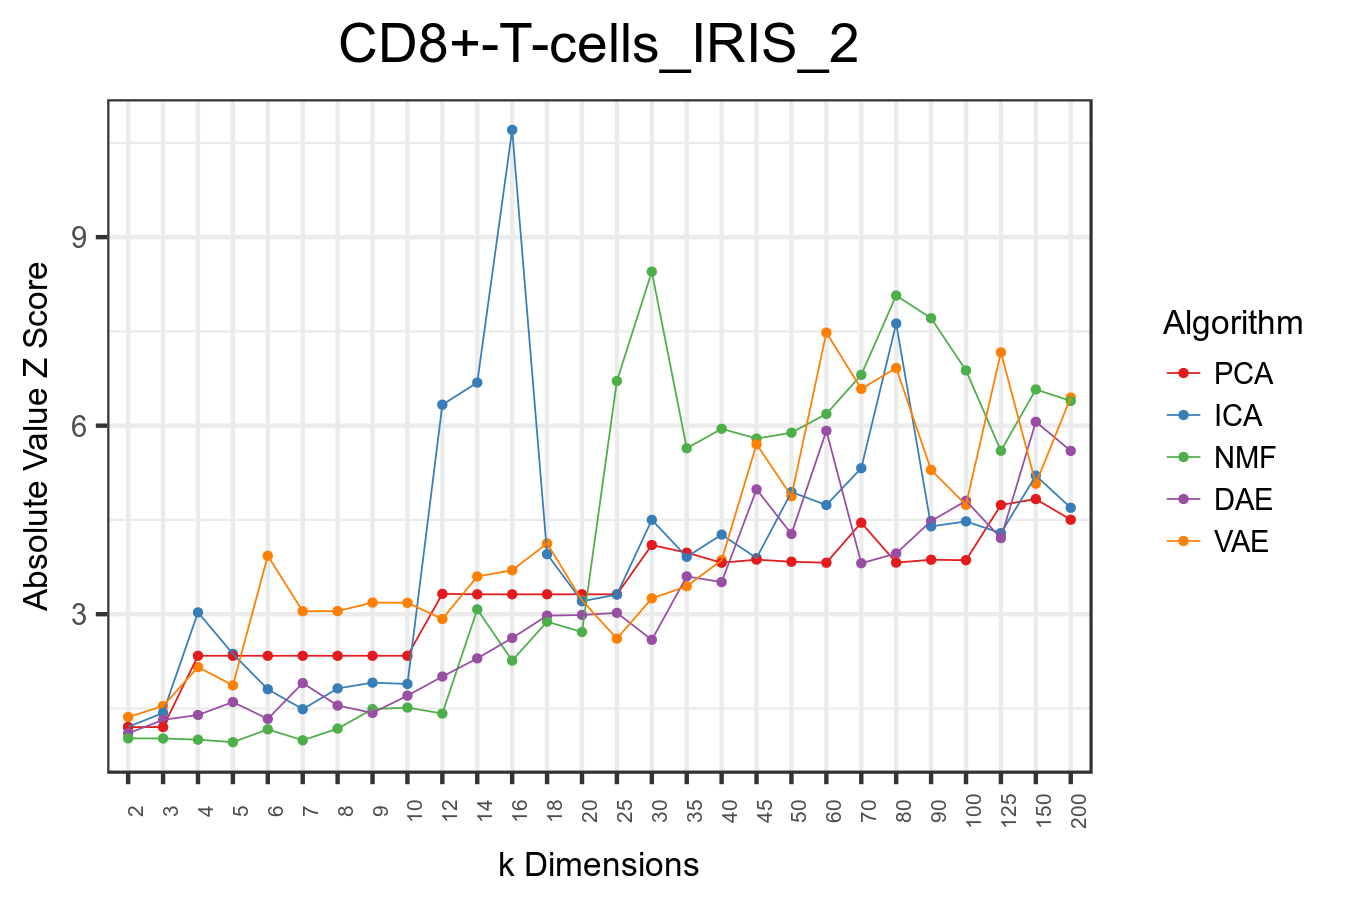 CD8+-T-cells_IRIS_2
Absolute Value Z Score
9
6
3
2 3 4 5 6 7 8 9 10 12 14 16 18 20 25 30 35 40 45 50 60 70 80 90 100 125 150 200
k Dimensions
Algorithm
PCA
ICA
NMF
DAE
VAE